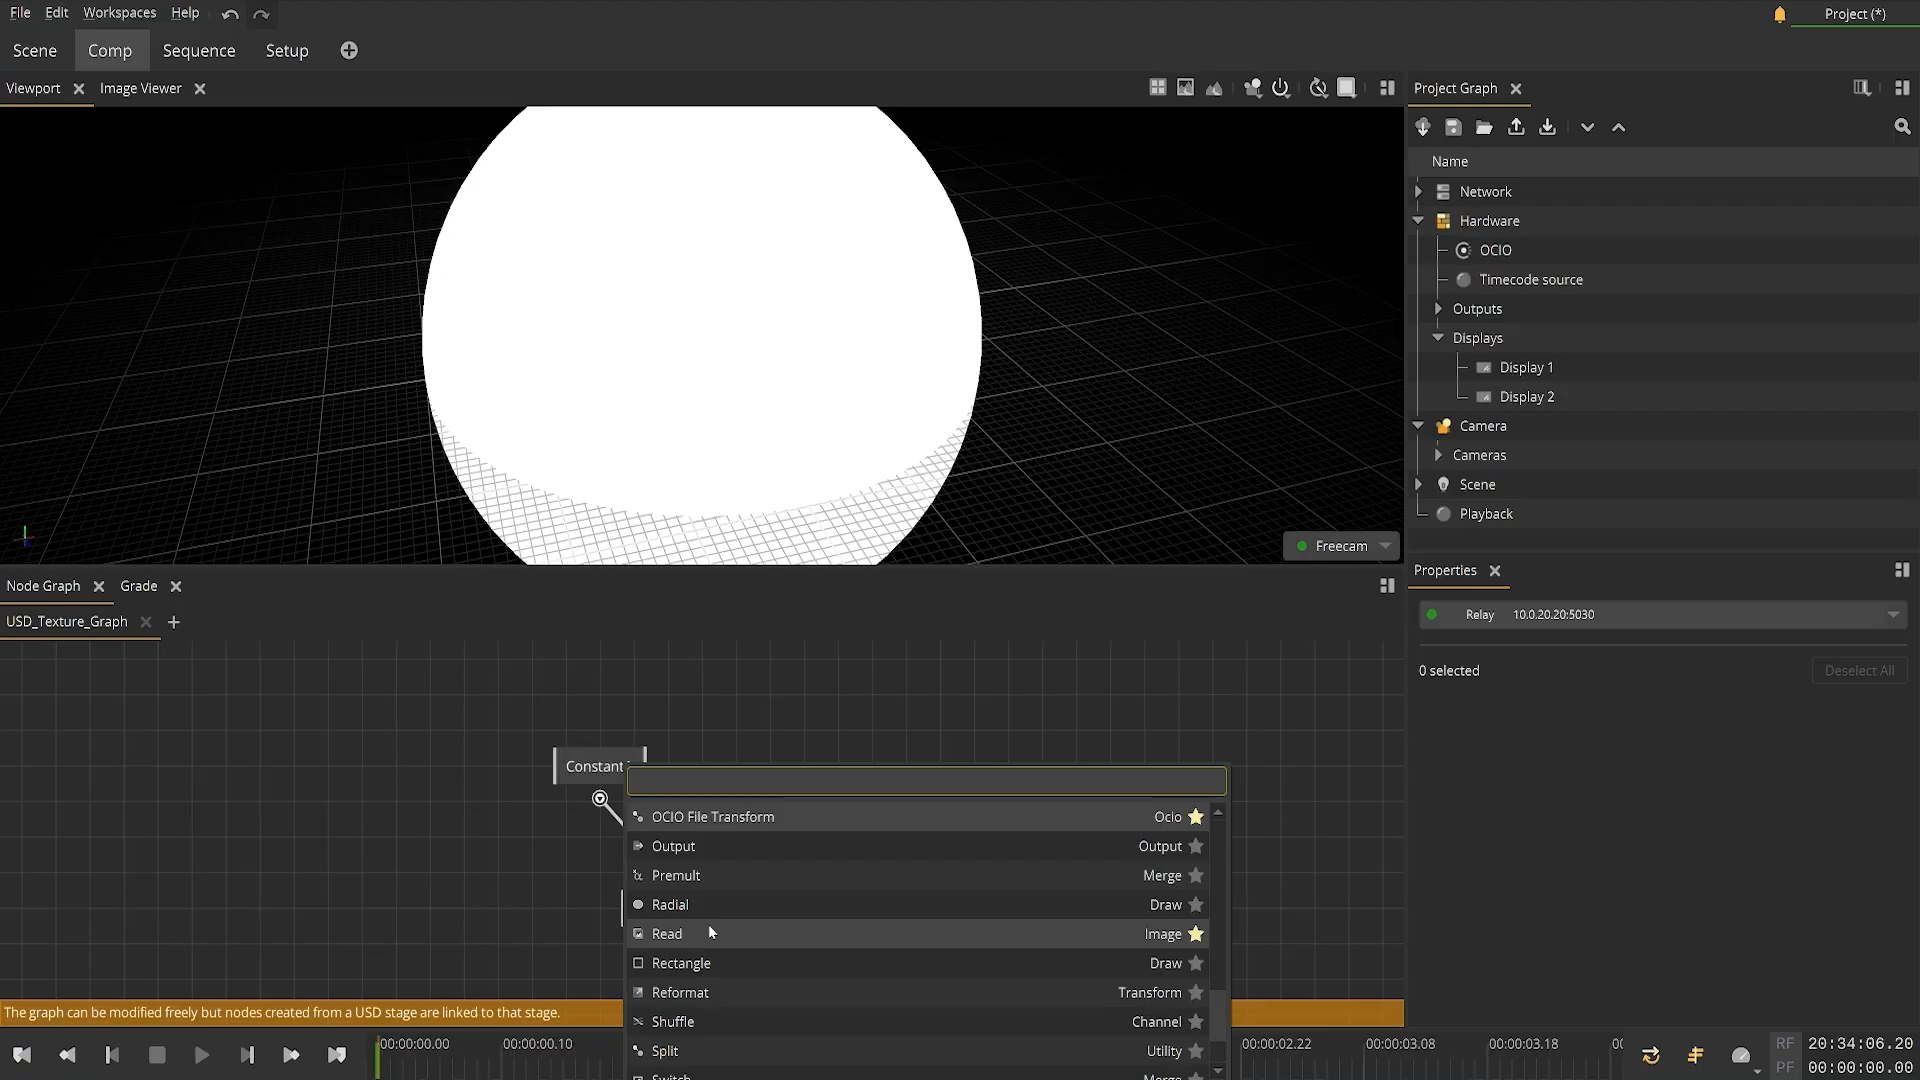 File Edit Workspaces Help
Project (*)
Scene Comp Sequence Setup
Viewport Image Viewer
Project Graph
Name
Network
Hardware
OCIO
Timecode source
Outputs
Displays
Display 1
Display 2
Camera
Cameras
Scene
Playback
Freecam
Node Graph Grade
USD_Texture_Graph +
Properties
Relay 10.0.20.20:5030
0 selected Deselect All
Constant
OCIO File Transform Ocio
Output Output
Premult Merge
Radial Draw
Read Image
Rectangle Draw
Reformat Transform
Shuffle Channel
Split Utility
Switch Merge
The graph can be modified freely but nodes created from a USD stage are linked to that stage.
00:00:00.00 00:00:00.10 00:00:02.22 00:00:03.08 00:00:03.18
RF 20:34:06.20
PF 00:00:00.00